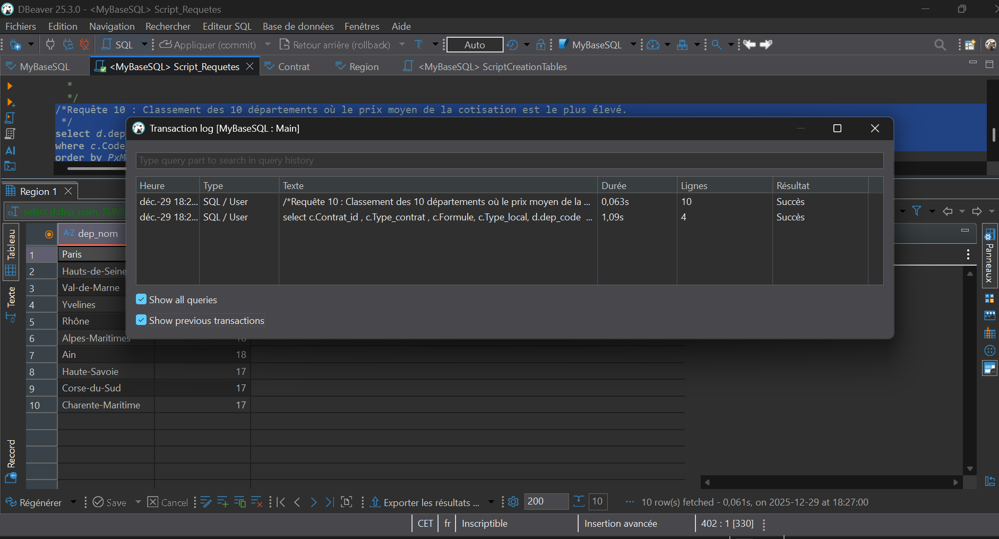 DBeaver 25.3.0 - <MyBaseSQL> Script_Requetes
Fichiers Edition Navigation Rechercher Editeur SQL Base de données Fenêtres Aide
SQL Appliquer (commit) Retour arrière (rollback) T Auto MyBaseSQL
MyBaseSQL <MyBaseSQL> Script_Requetes Contrat Region <MyBaseSQL> ScriptCreationTables
*
*/
/*Requête 10 : Classement des 10 départements où le prix moyen de la cotisation est le plus élevé.
*/
select d.dep
where c.Code
order by PxM
AI
Transaction log [MyBaseSQL : Main]
Type query part to search in query history
Heure Type Texte Durée Lignes Résultat
déc.-29 18:2... SQL / User /*Requête 10 : Classement des 10 départements où le prix moyen de la ... 0,063s 10 Succès
déc.-29 18:2... SQL / User select c.Contrat_id , c.Type_contrat , c.Formule, c.Type_local, d.dep_code ... 1,09s 4 Succès
Show all queries
Show previous transactions
Region 1
select d.dep_nom, SUM
Tableau
Texte
Record
Panneaux
A-Z dep_nom
1 Paris
2 Hauts-de-Seine
3 Val-de-Marne
4 Yvelines
5 Rhône
6 Alpes-Maritimes 18
7 Ain 18
8 Haute-Savoie 17
9 Corse-du-Sud 17
10 Charente-Maritime 17
Régénérer Save Cancel Exporter les résultats ... 200 10 ... 10 row(s) fetched - 0,061s, on 2025-12-29 at 18:27:00
CET fr Inscriptible Insertion avancée 402 : 1 [330]